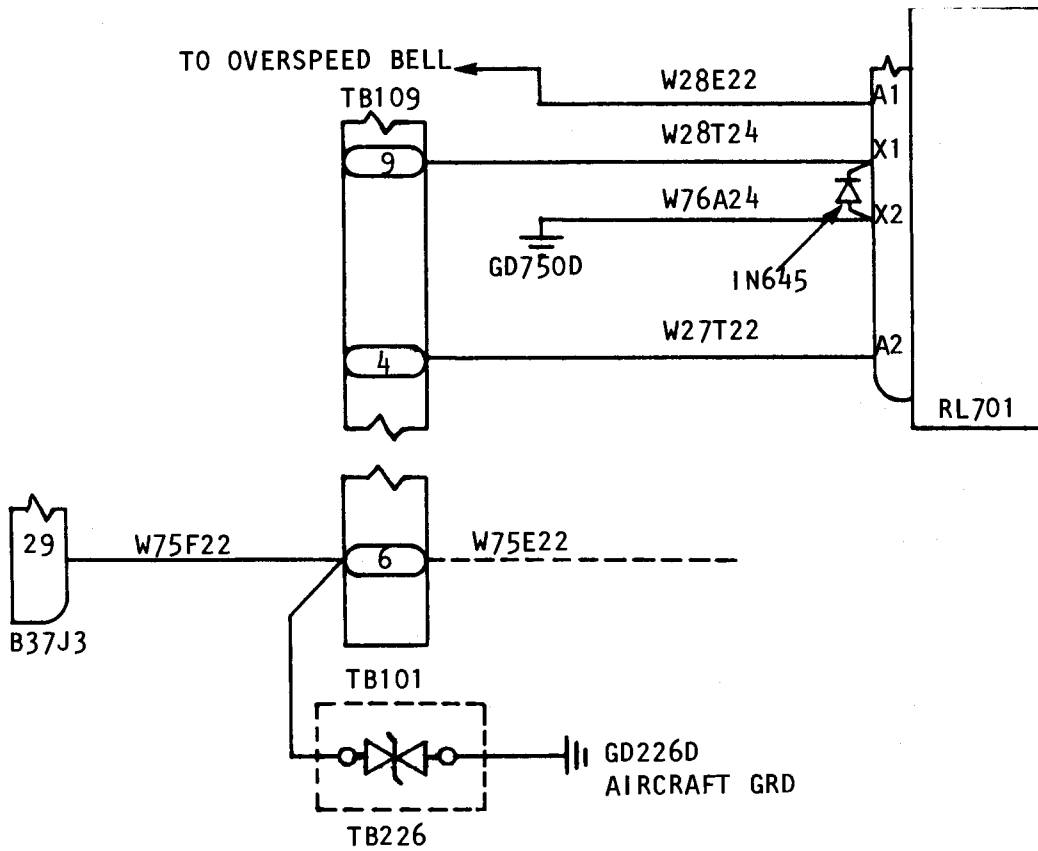 TO OVERSPEED BELL
W28E22
A1
TB109
W28T24
X1
9
W76A24
X2
GD750D
IN645
W27T22
A2
4
RL701
29
W75F22
6
W75E22
B37J3
TB101
GD226D
AIRCRAFT GRD
TB226